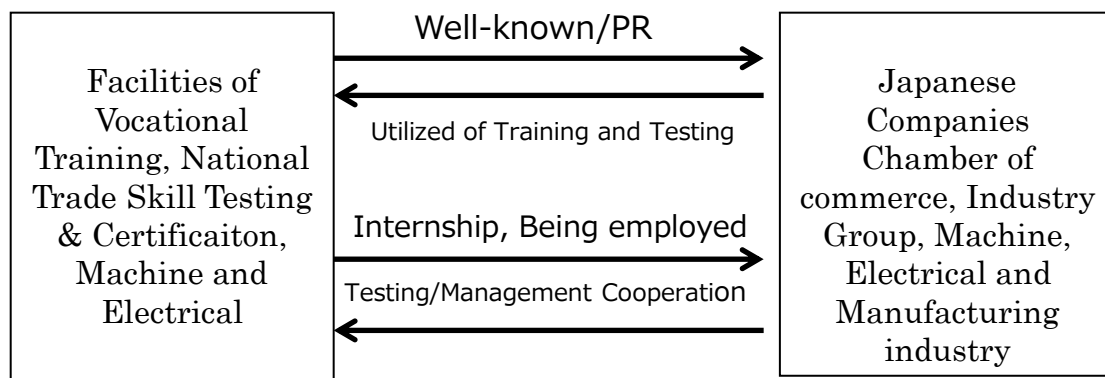 Facilities of
Vocational
Training, National
Trade Skill Testing
& Certificaiton,
Machine and
Electrical
Well-known/PR
Utilized of Training and Testing
Internship, Being employed
Testing/Management Cooperation
Japanese
Companies
Chamber of
commerce, Industry
Group, Machine,
Electrical and
Manufacturing
industry